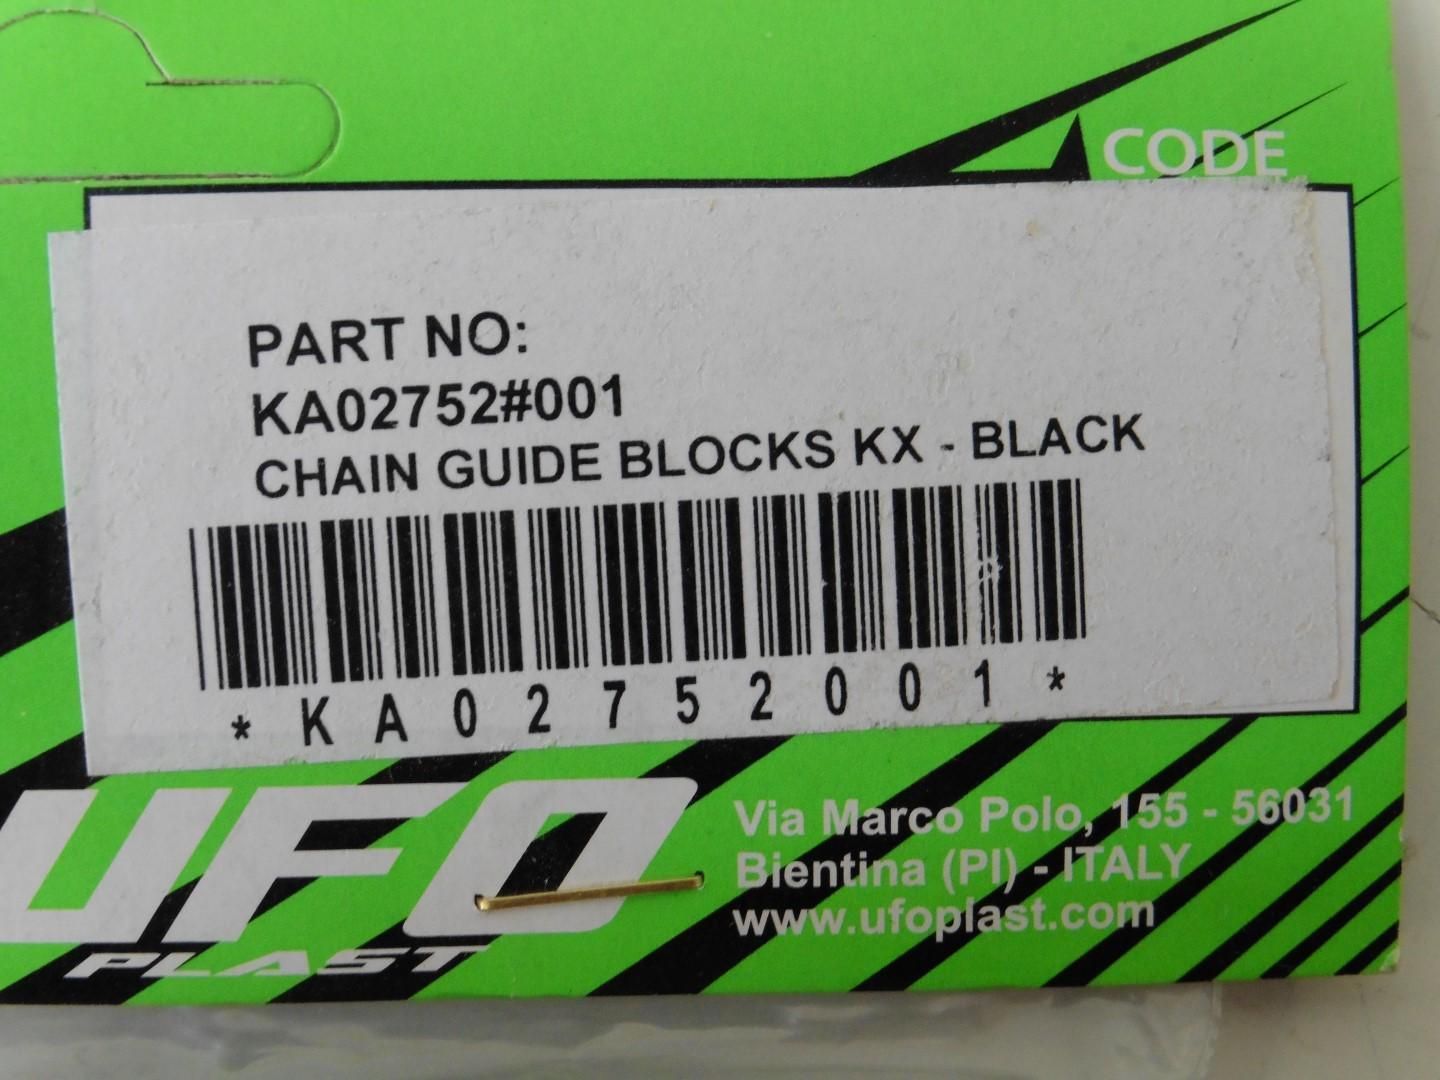 CODE
PART NO:
KA02752#001
CHAIN GUIDE BLOCKS KX - BLACK
* K A 0 2 7 5 2 0 0 1 *
UFO
PLAST
Via Marco Polo, 155 - 56031
Bientina (PI) - ITALY
www.ufoplast.com